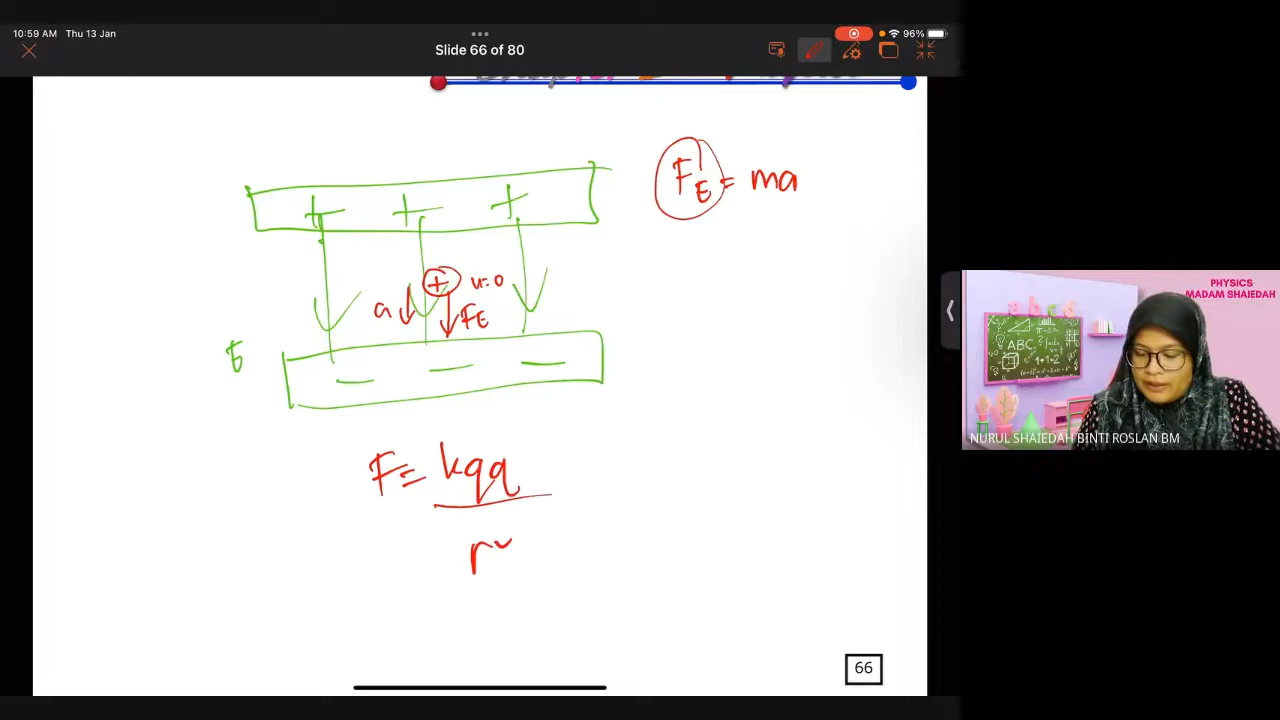 10:59 AM Thu 13 Jan
96%
Slide 66 of 80
F_E = ma
+ + +
+ u=0
a F_E
E
- - -
F = kqq
r²
66
PHYSICS
MADAM SHAIEDAH
ABC
1+1=2
NURUL SHAIEDAH BINTI ROSLAN BM